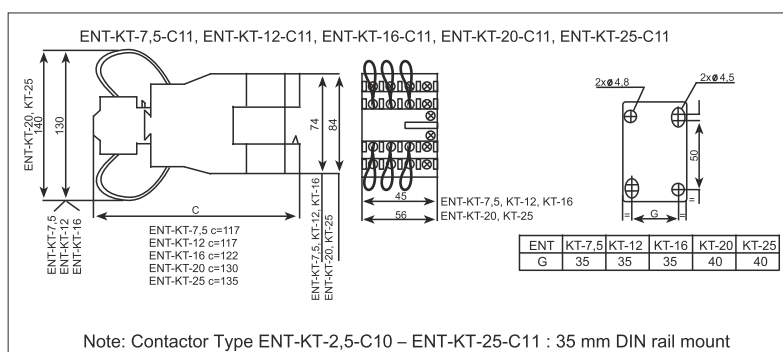 ENT-KT-7,5-C11, ENT-KT-12-C11, ENT-KT-16-C11, ENT-KT-20-C11, ENT-KT-25-C11
ENT-KT-20, KT-25
140
130
ENT-KT-7,5
ENT-KT-12
ENT-KT-16
C
ENT-KT-7,5 c=117
ENT-KT-12 c=117
ENT-KT-16 c=122
ENT-KT-20 c=130
ENT-KT-25 c=135
74
84
ENT-KT-7,5, KT-12, KT-16
ENT-KT-20, KT-25
45
ENT-KT-7,5, KT-12, KT-16
56
ENT-KT-20, KT-25
2xø4.8
2xø4,5
50
= G =
=
ENT KT-7,5 KT-12 KT-16 KT-20 KT-25
G 35 35 35 40 40
Note: Contactor Type ENT-KT-2,5-C10 – ENT-KT-25-C11 : 35 mm DIN rail mount